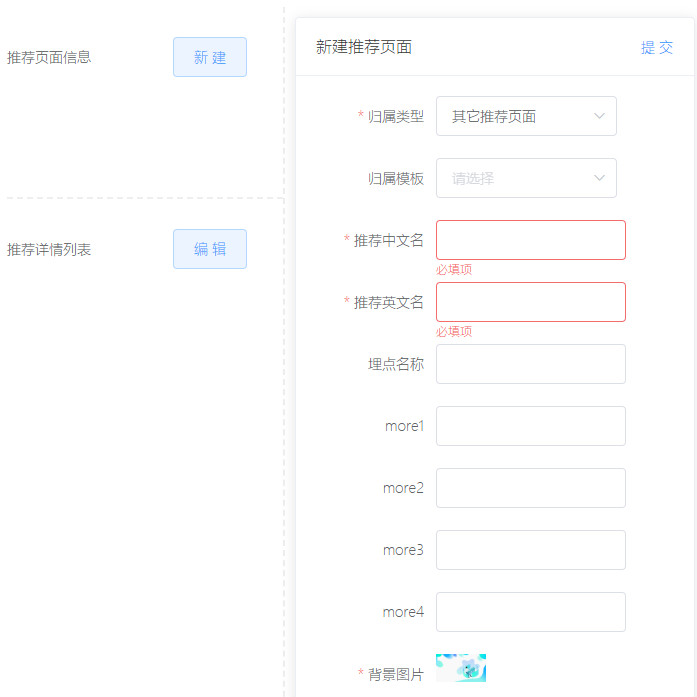 推荐页面信息
新 建
推荐详情列表
编 辑
新建推荐页面
提 交
* 归属类型
其它推荐页面
归属模板
请选择
* 推荐中文名
必填项
* 推荐英文名
必填项
埋点名称
more1
more2
more3
more4
* 背景图片